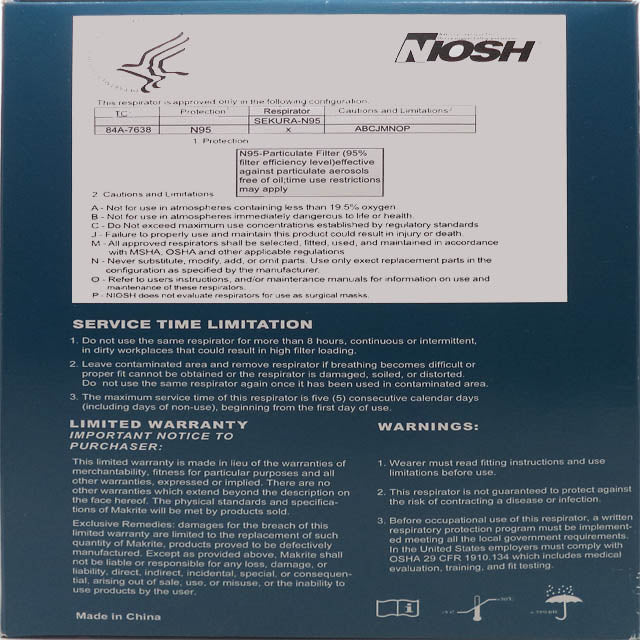 NIOSH
This respirator is approved only in the following configuration.
TC- Protection¹ Respirator Cautions and Limitations²
SEKURA-N95
84A-7638 N95 x ABCJMNOP
1 Protection
N95-Particulate Filter (95%
filter efficiency level)effective
against particulate aerosols
free of oil;time use restrictions
may apply
2 Cautions and Limitations
A - Not for use in atmospheres containing less than 19.5% oxygen
B - Not for use in atmospheres immediately dangerous to life or health.
C - Do Not exceed maximum use concentrations established by regulatory standards
J - Failure to properly use and maintain this product could result in injury or death.
M - All approved respirators shall be selected, fitted, used, and maintained in accordance
with MSHA, OSHA and other applicable regulations
N - Never substitute, modify, add, or omit parts. Use only exect replacement parts in the
configuration as specified by the manufacturer.
O - Refer to users instructions, and/or meintenance manuals for information on use and
maintenance of these respirators.
P - NIOSH does not evaluate respirators for use as surgical masks.
SERVICE TIME LIMITATION
1. Do not use the same respirator for more than 8 hours, continuous or intermittent,
in dirty workplaces that could result in high filter loading.
2. Leave contaminated area and remove respirator if breathing becomes difficult or
proper fit cannot be obtained or the respirator is damaged, soiled, or distorted.
Do not use the same respirator again once it has been used in contaminated area.
3. The maximum service time of this respirator is five (5) consecutive calendar days
(including days of non-use), beginning from the first day of use.
LIMITED WARRANTY
IMPORTANT NOTICE TO
PURCHASER:
This limited warranty is made in lieu of the warranties of
merchantability, fitness for particular purposes and all
other warranties, expressed or implied. There are no
other warranties which extend beyond the description on
the face hereof. The physical standards and specifica-
tions of Makrite will be met by products sold.
Exclusive Remedies: damages for the breach of this
limited warranty are limited to the replacement of such
quantity of Makrite, products proved to be defectively
manufactured. Except as provided above, Makrite shall
not be liable or responsible for any loss, damage, or
liability, direct, indirect, incidental, special, or consequen-
tial, arising out of sale, use, or misuse, or the inability to
use products by the user.
Made in China
WARNINGS:
1. Wearer must read fitting instructions and use
limitations before use.
2. This respirator is not guaranteed to protect against
the risk of contracting a disease or infection.
3. Before occupational use of this respirator, a written
respiratory protection program must be implement-
ed meeting all the local government requirements.
In the United States employers must comply with
OSHA 29 CFR 1910.134 which includes medical
evaluation, training, and fit testing.